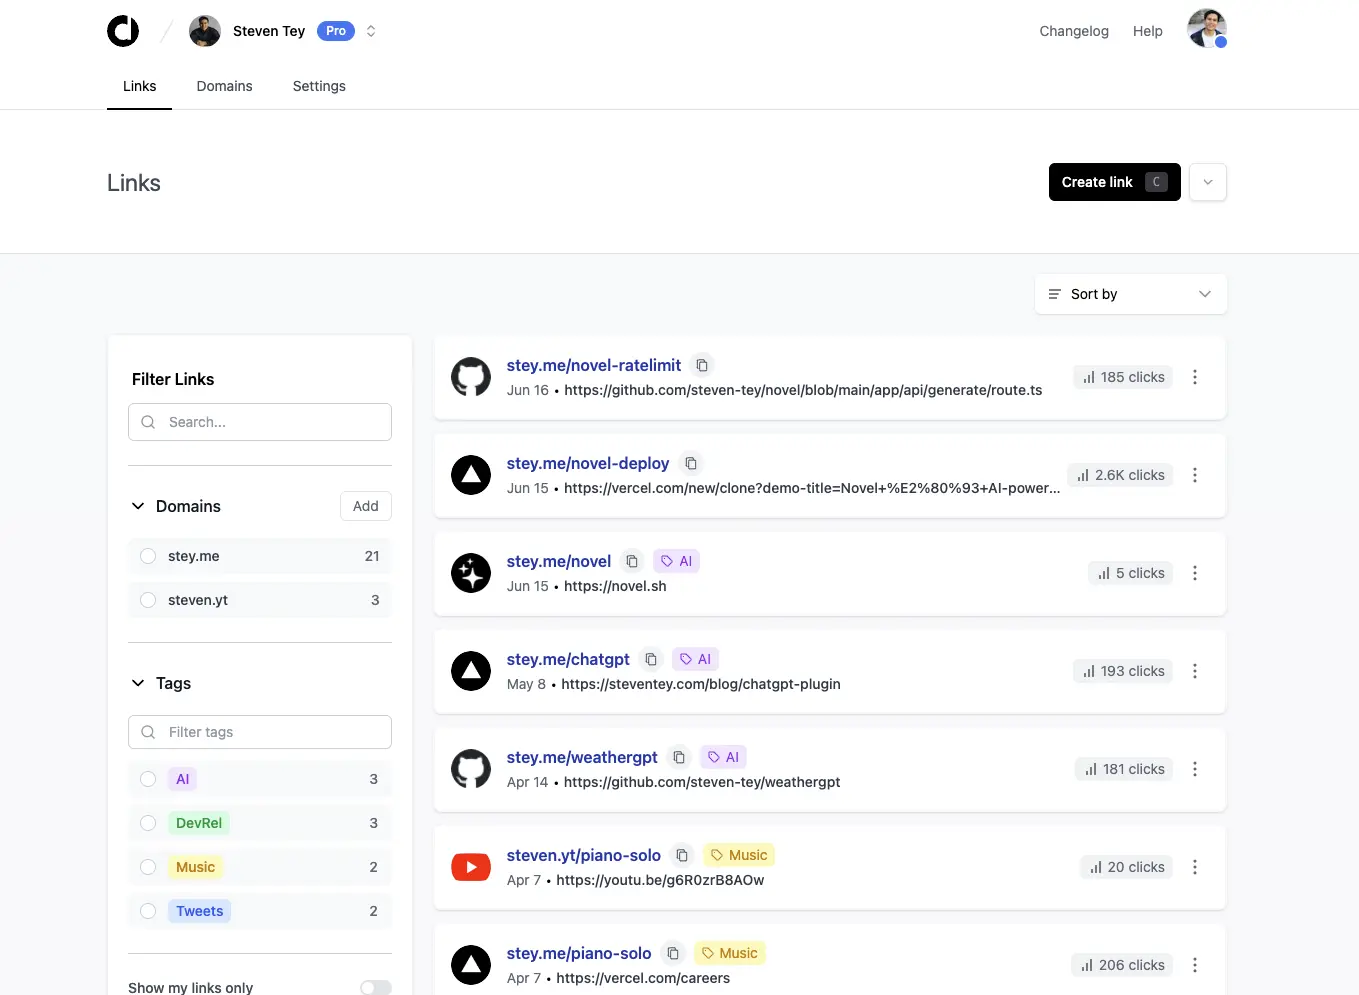 Steven Tey Pro
Changelog Help
Links Domains Settings
Links
Create link C
Sort by
Filter Links
Search...
Domains Add
stey.me 21
steven.yt 3
Tags
Filter tags
AI 3
DevRel 3
Music 2
Tweets 2
Show my links only
stey.me/novel-ratelimit
Jun 16 • https://github.com/steven-tey/novel/blob/main/app/api/generate/route.ts
185 clicks
stey.me/novel-deploy
Jun 15 • https://vercel.com/new/clone?demo-title=Novel+%E2%80%93+AI-power...
2.6K clicks
stey.me/novel AI
Jun 15 • https://novel.sh
5 clicks
stey.me/chatgpt AI
May 8 • https://steventey.com/blog/chatgpt-plugin
193 clicks
stey.me/weathergpt AI
Apr 14 • https://github.com/steven-tey/weathergpt
181 clicks
steven.yt/piano-solo Music
Apr 7 • https://youtu.be/g6R0zrB8AOw
20 clicks
stey.me/piano-solo Music
Apr 7 • https://vercel.com/careers
206 clicks